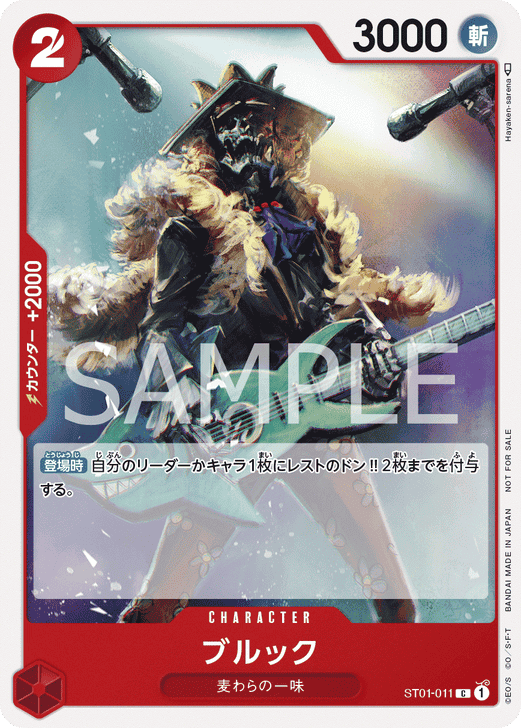 2
3000
斬
Hayaken-sarena
カウンター +2000
SAMPLE
登場時 自分のリーダーかキャラ1枚にレストのドン!!2枚までを付与
する。
CHARACTER
ブルック
麦わらの一味
ST01-011 C 1
©EO/S ©O/S·F·T BANDAI MADE IN JAPAN NOT FOR SALE